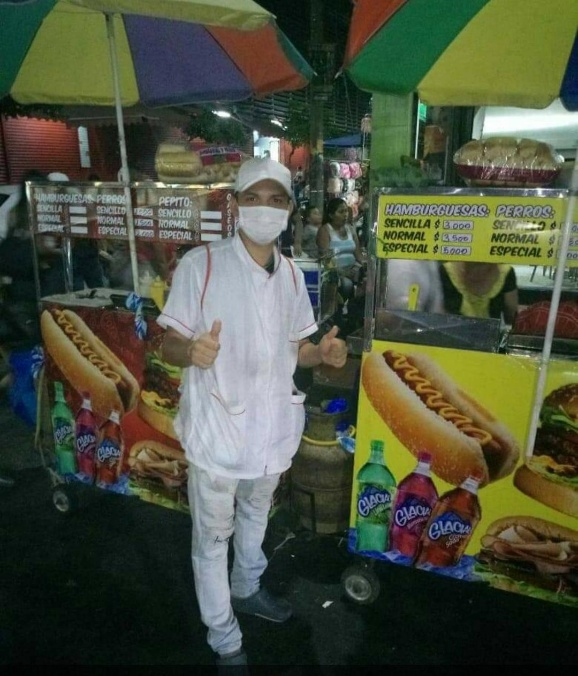 HAMBURGUESAS: PERROS:
SENCILLA
NORMAL
ESPECIAL
SENCILLO
NORMAL
ESPECIAL
PEPITO:
SENCILLO
NORMAL
ESPECIAL
HAMBURGUESAS: PERROS:
SENCILLA $ 3.000
NORMAL $ 3.500
ESPECIAL $ 5.000
SENCILLO $
NORMAL $
ESPECIAL $
GLACIAL
GLACIAL
GLACIAL
GLACIAL
GLACIAL